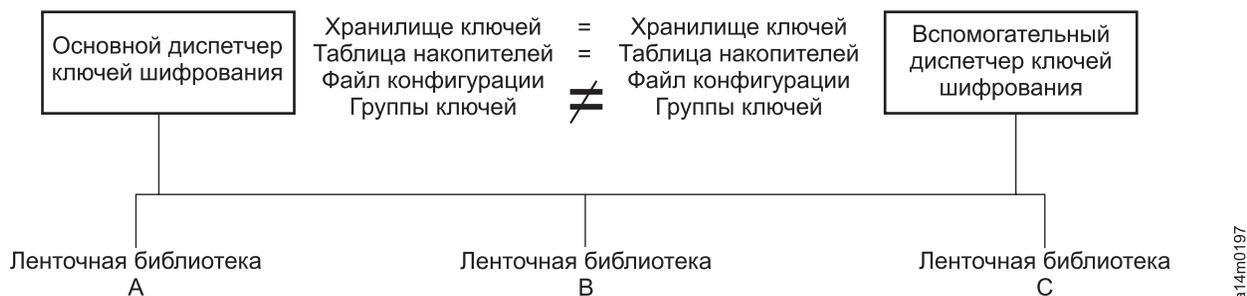 Основной диспетчер
ключей шифрования
Хранилище ключей = Хранилище ключей
Таблица накопителей = Таблица накопителей
Файл конфигурации ≠ Файл конфигурации
Группы ключей Группы ключей
Вспомогательный
диспетчер ключей
шифрования
Ленточная библиотека
A
Ленточная библиотека
B
Ленточная библиотека
C
a14m0197